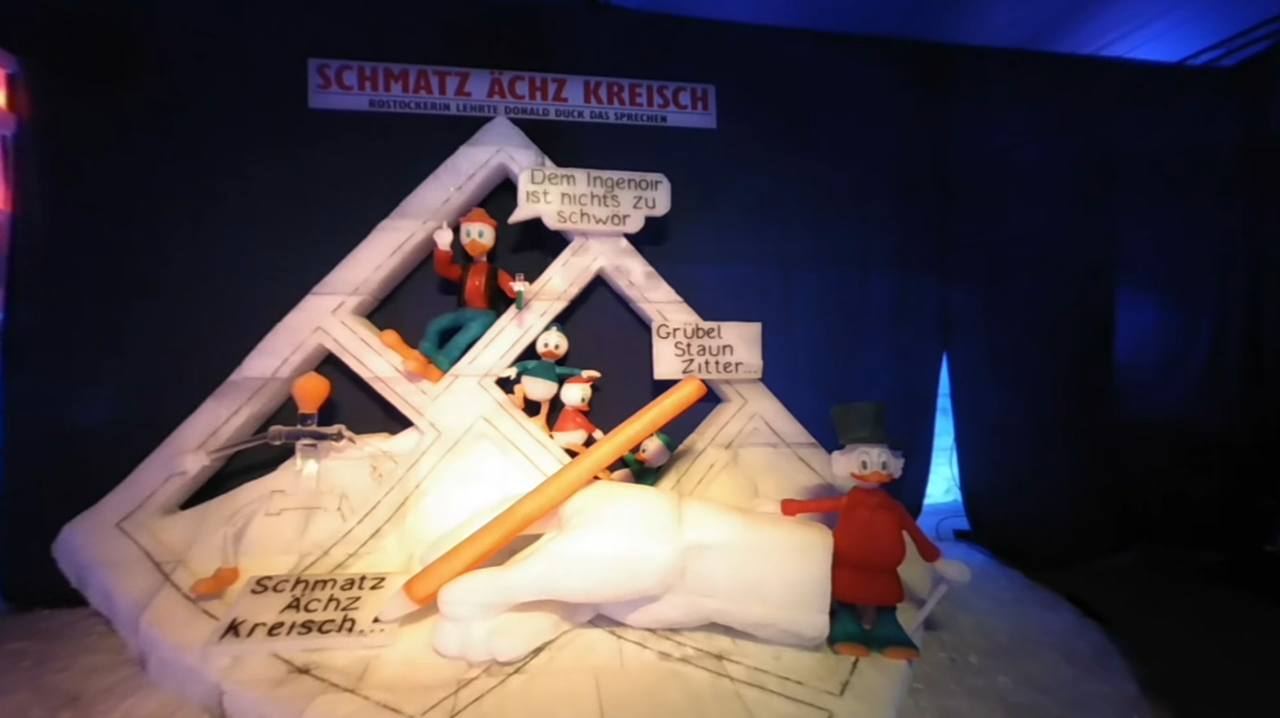 SCHMATZ ÄCHZ KREISCH
ROSTOCKERIN LEHRTE DONALD DUCK DAS SPRECHEN
Dem Ingenöir
ist nichts zu
schwör
Grübel
Staun
Zitter...
Schmatz
Ächz
Kreisch...